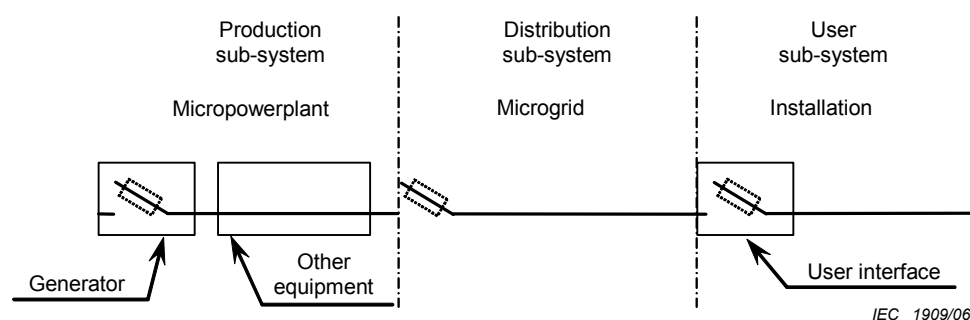 Production
sub-system
Distribution
sub-system
User
sub-system
Micropowerplant
Microgrid
Installation
Generator
Other
equipment
User interface
IEC 1909/06